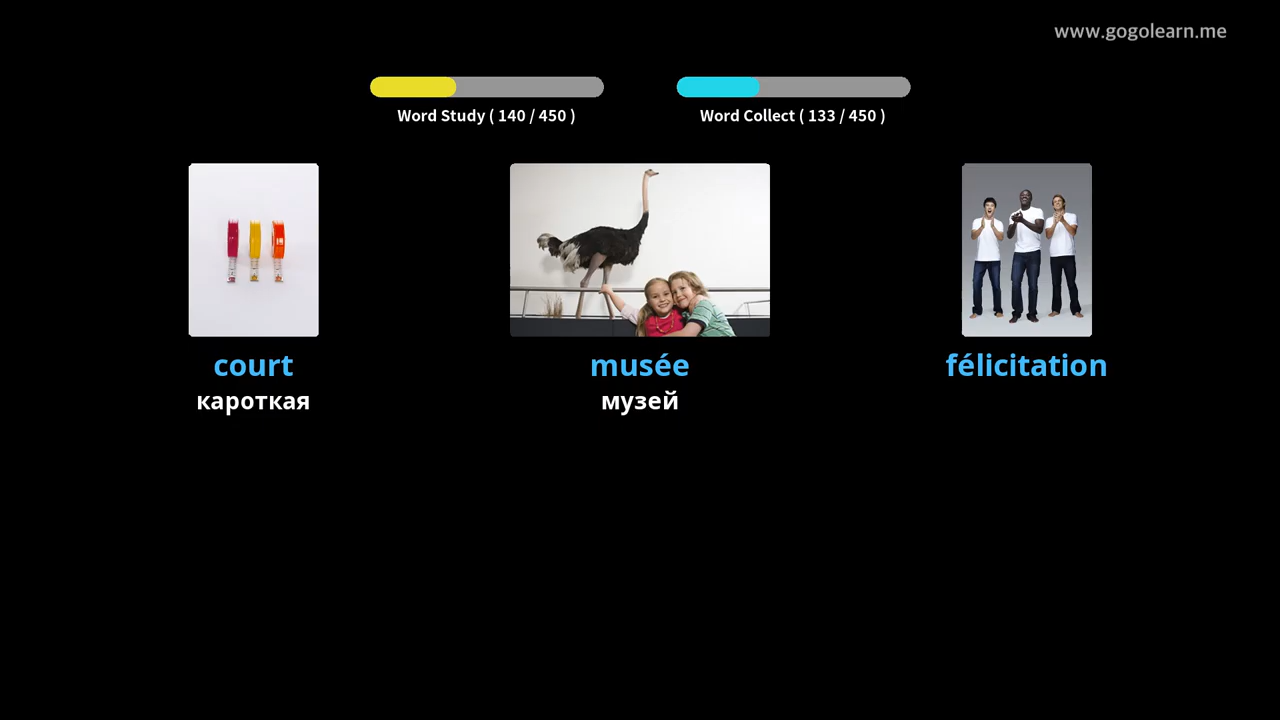 www.gogolearn.me
Word Study ( 140 / 450 )
Word Collect ( 133 / 450 )
court
кароткая
musée
музей
félicitation